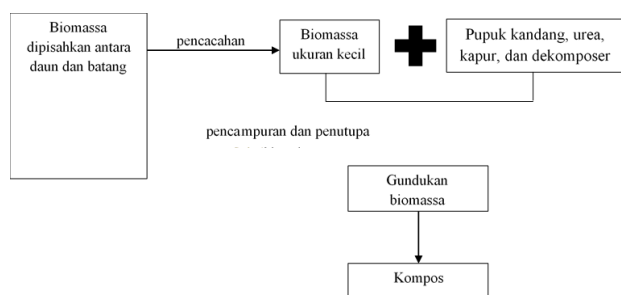 Biomassa
dipisahkan antara
daun dan batang
pencacahan
Biomassa
ukuran kecil
Pupuk kandang, urea,
kapur, dan dekomposer
pencampuran dan penutupa
Gundukan
biomassa
Kompos